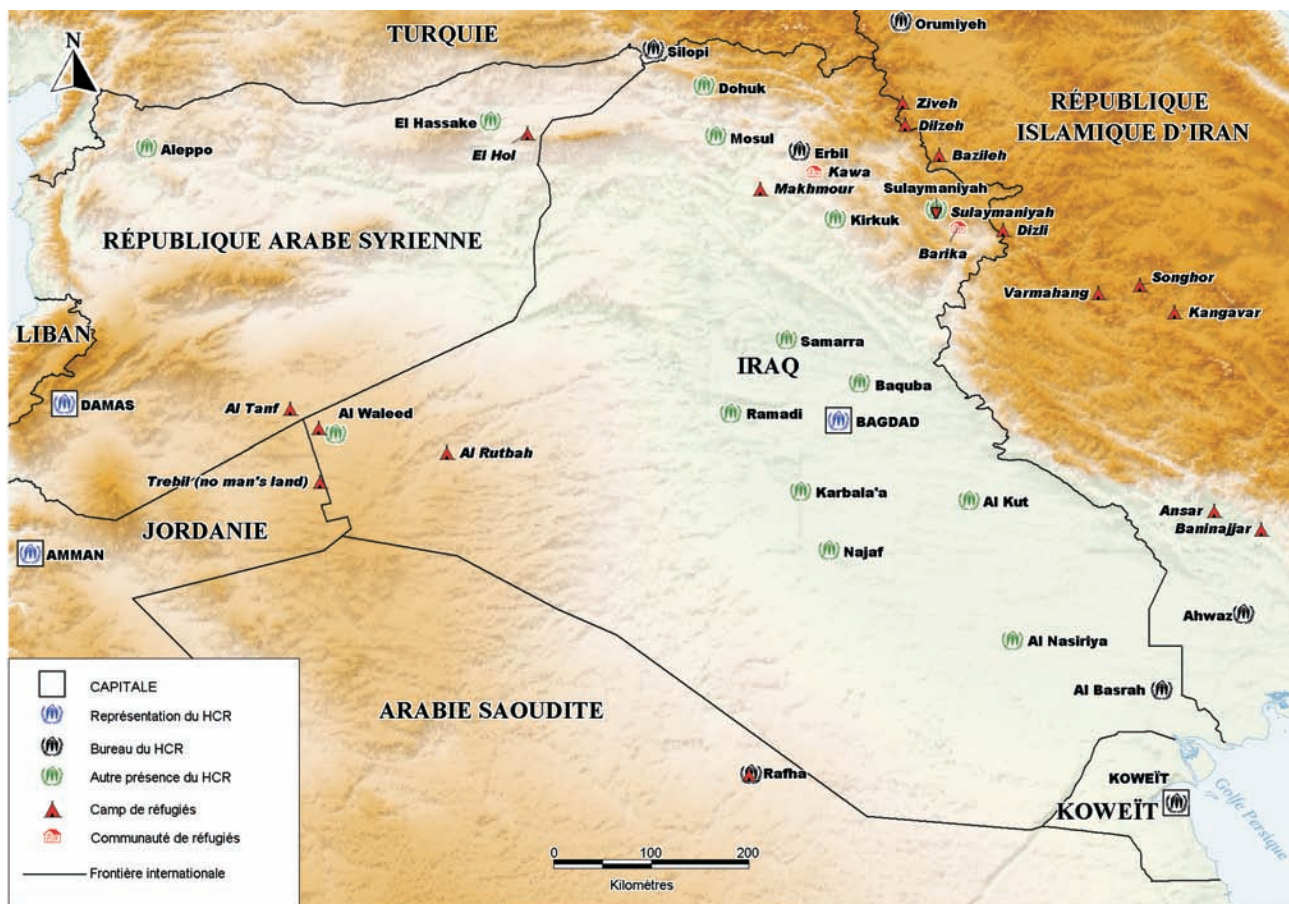 N
TURQUIE
Silopi
Orumiyeh
Dohuk
Ziveh
RÉPUBLIQUE
ISLAMIQUE D'IRAN
Dilzeh
El Hassake
El Hol
Aleppo
Mosul
Erbil
Bazileh
Kawa
Makhmour
Sulaymaniyah
Sulaymaniyah
Kirkuk
Dizli
Barika
RÉPUBLIQUE ARABE SYRIENNE
Songhor
Varmahang
Kangavar
LIBAN
Samarra
IRAQ
Baquba
DAMAS
Al Tanf
Al Waleed
Ramadi
BAGDAD
Al Rutbah
Trebil (no man's land)
Karbala'a
Al Kut
Ansar
Baninajjar
JORDANIE
AMMAN
Najaf
Ahwaz
Al Nasiriya
Al Basrah
ARABIE SAOUDITE
Rafha
KOWEÏT
KOWEÏT
Golfe Persique
CAPITALE
Représentation du HCR
Bureau du HCR
Autre présence du HCR
Camp de réfugiés
Communauté de réfugiés
Frontière internationale
0 100 200
Kilométres